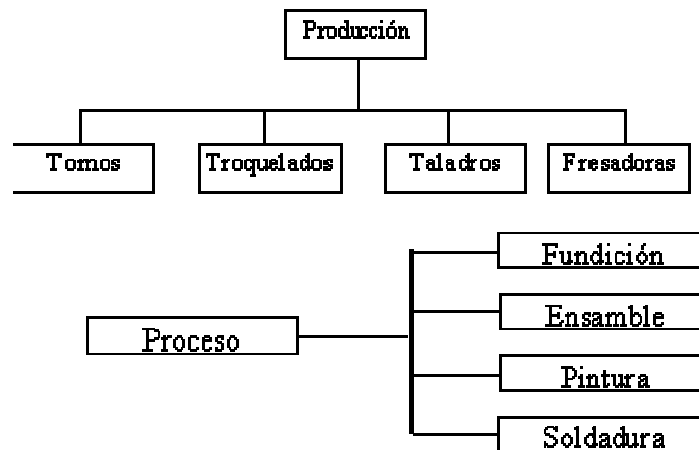 Producción
Tornos
Troquelados
Taladros
Fresadoras
Fundición
Ensamble
Proceso
Pintura
Soldadura